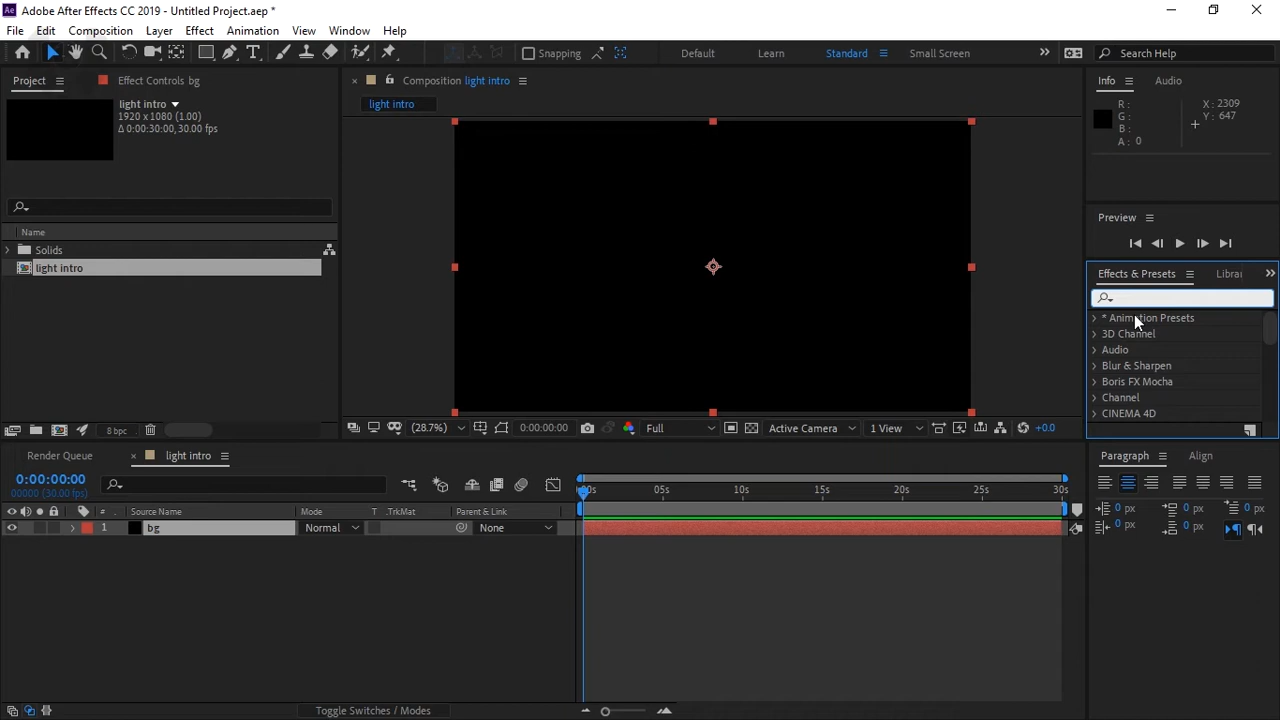 Adobe After Effects CC 2019 - Untitled Project.aep *
File Edit Composition Layer Effect Animation View Window Help
Snapping Default Learn Standard Small Screen Search Help
Project Effect Controls bg
Composition light intro
Info Audio
light intro
light intro
1920 x 1080 (1.00)
Δ 0:00:30:00, 30.00 fps
R :
G :
B :
A : 0
X : 2309
Y : 647
Preview
Name
Solids
light intro
Effects & Presets Librai
* Animation Presets
3D Channel
Audio
Blur & Sharpen
Boris FX Mocha
Channel
CINEMA 4D
8 bpc
(28.7%) 0:00:00:00 Full Active Camera 1 View +0.0
Render Queue light intro
Paragraph Align
0:00:00:00
00000 (30.00 fps)
:00s 05s 10s 15s 20s 25s 30s
# Source Name Mode T .TrkMat Parent & Link
1 bg Normal None
0 px 0 px 0 px
0 px 0 px
Toggle Switches / Modes